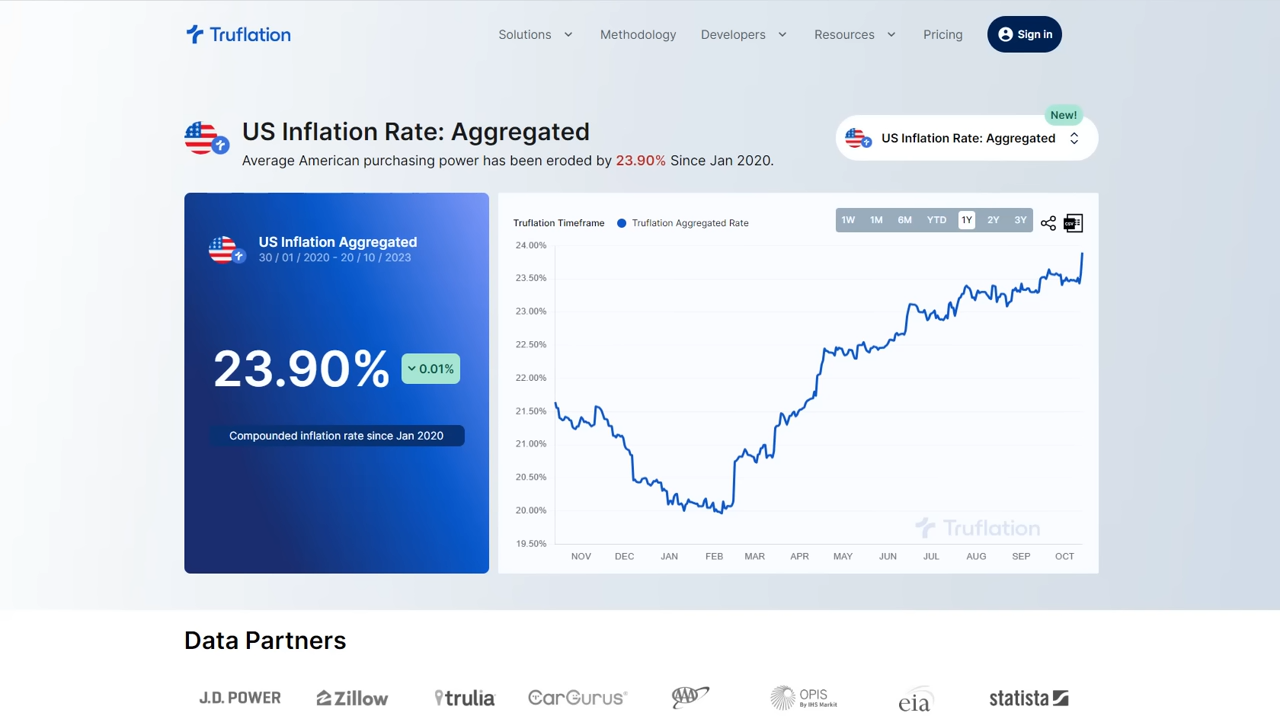 Truflation
Solutions Methodology Developers Resources Pricing Sign in
New!
US Inflation Rate: Aggregated
Average American purchasing power has been eroded by 23.90% Since Jan 2020.
US Inflation Rate: Aggregated
US Inflation Aggregated
30 / 01 / 2020 - 20 / 10 / 2023
23.90% 0.01%
Compounded inflation rate since Jan 2020
Truflation Timeframe Truflation Aggregated Rate
1W 1M 6M YTD 1Y 2Y 3Y
CSV
24.00%
23.50%
23.00%
22.50%
22.00%
21.50%
21.00%
20.50%
20.00%
19.50%
Truflation
NOV DEC JAN FEB MAR APR MAY JUN JUL AUG SEP OCT
Data Partners
J.D. POWER Zillow trulia CarGurus® AAA OPIS eia statista
By IHS Markit